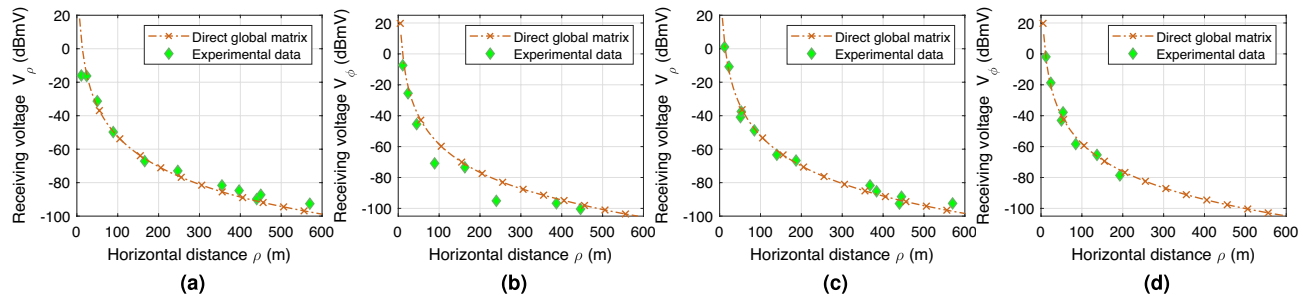 Receiving voltage V_ρ (dBmV)
20
0
-20
-40
-60
-80
-100
Direct global matrix
Experimental data
0 100 200 300 400 500 600
Horizontal distance ρ (m)
(a)
Receiving voltage V_ϕ (dBmV)
20
0
-20
-40
-60
-80
-100
Direct global matrix
Experimental data
0 100 200 300 400 500 600
Horizontal distance ρ (m)
(b)
Receiving voltage V_ρ (dBmV)
20
0
-20
-40
-60
-80
-100
Direct global matrix
Experimental data
0 100 200 300 400 500 600
Horizontal distance ρ (m)
(c)
Receiving voltage V_ϕ (dBmV)
20
0
-20
-40
-60
-80
-100
Direct global matrix
Experimental data
0 100 200 300 400 500 600
Horizontal distance ρ (m)
(d)